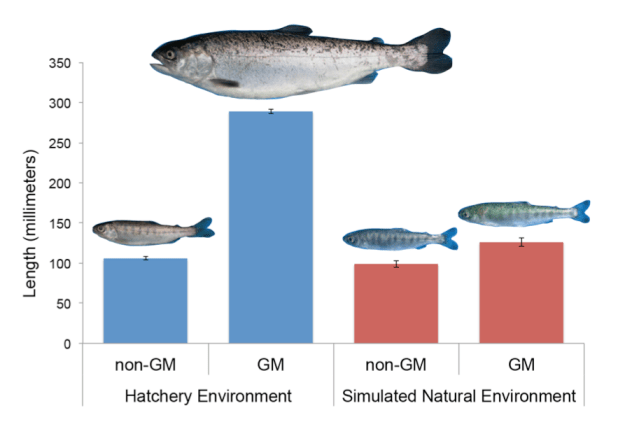 350
300
250
200
150
100
50
0
Length (millimeters)
non-GM GM non-GM GM
Hatchery Environment Simulated Natural Environment